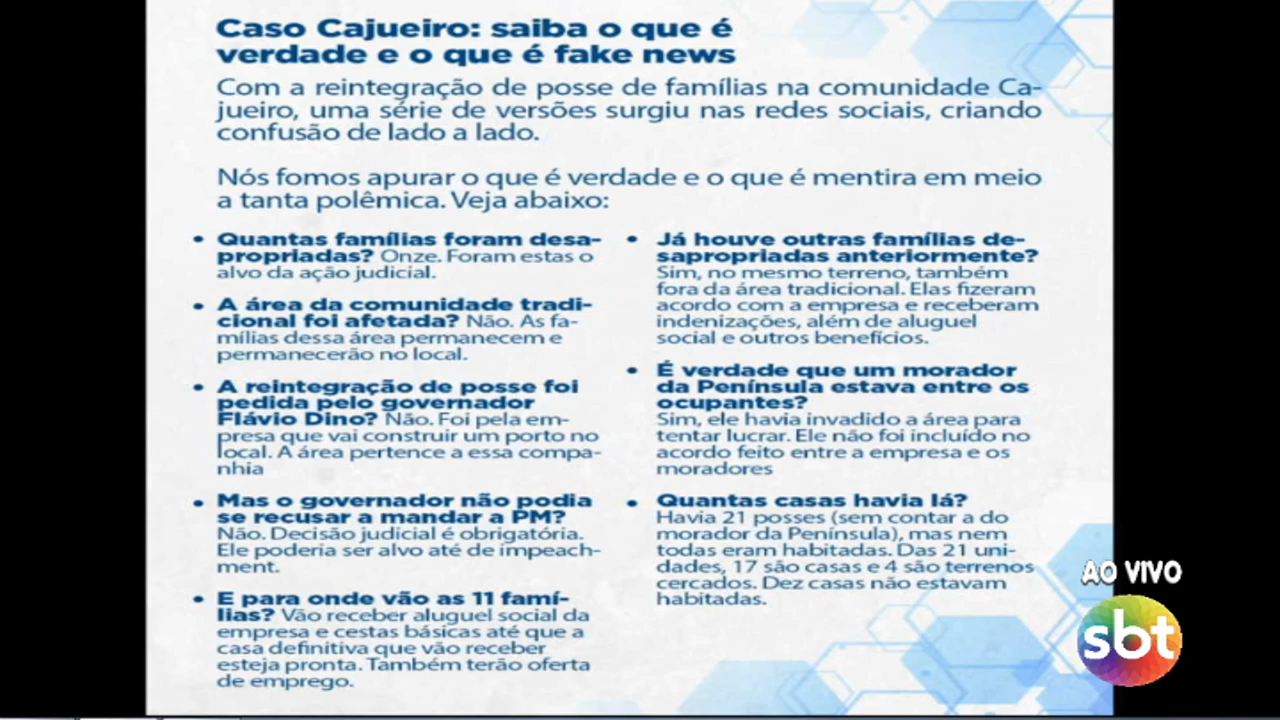 Caso Cajueiro: saiba o que é
verdade e o que é fake news
Com a reintegração de posse de famílias na comunidade Ca-
jueiro, uma série de versões surgiu nas redes sociais, criando
confusão de lado a lado.
Nós fomos apurar o que é verdade e o que é mentira em meio
a tanta polêmica. Veja abaixo:
• Quantas famílias foram desa-
propriadas? Onze. Foram estas o
alvo da ação judicial.
• A área da comunidade tradi-
cional foi afetada? Não. As fa-
mílias dessa área permanecem e
permanecerão no local.
• A reintegração de posse foi
pedida pelo governador
Flávio Dino? Não. Foi pela em-
presa que vai construir um porto no
local. A área pertence a essa compa-
nhia
• Mas o governador não podia
se recusar a mandar a PM?
Não. Decisão judicial é obrigatória.
Ele poderia ser alvo até de impeach-
ment.
• E para onde vão as 11 famí-
lias? Vão receber aluguel social da
empresa e cestas básicas até que a
casa definitiva que vão receber
esteja pronta. Também terão oferta
de emprego.
• Já houve outras famílias de-
sapropriadas anteriormente?
Sim, no mesmo terreno, também
fora da área tradicional. Elas fizeram
acordo com a empresa e receberam
indenizações, além de aluguel
social e outros benefícios.
• É verdade que um morador
da Península estava entre os
ocupantes?
Sim, ele havia invadido a área para
tentar lucrar. Ele não foi incluído no
acordo feito entre a empresa e os
moradores
• Quantas casas havia lá?
Havia 21 posses (sem contar a do
morador da Península), mas nem
todas eram habitadas. Das 21 uni-
dades, 17 são casas e 4 são terrenos
cercados. Dez casas não estavam
habitadas.
AO VIVO
sbt